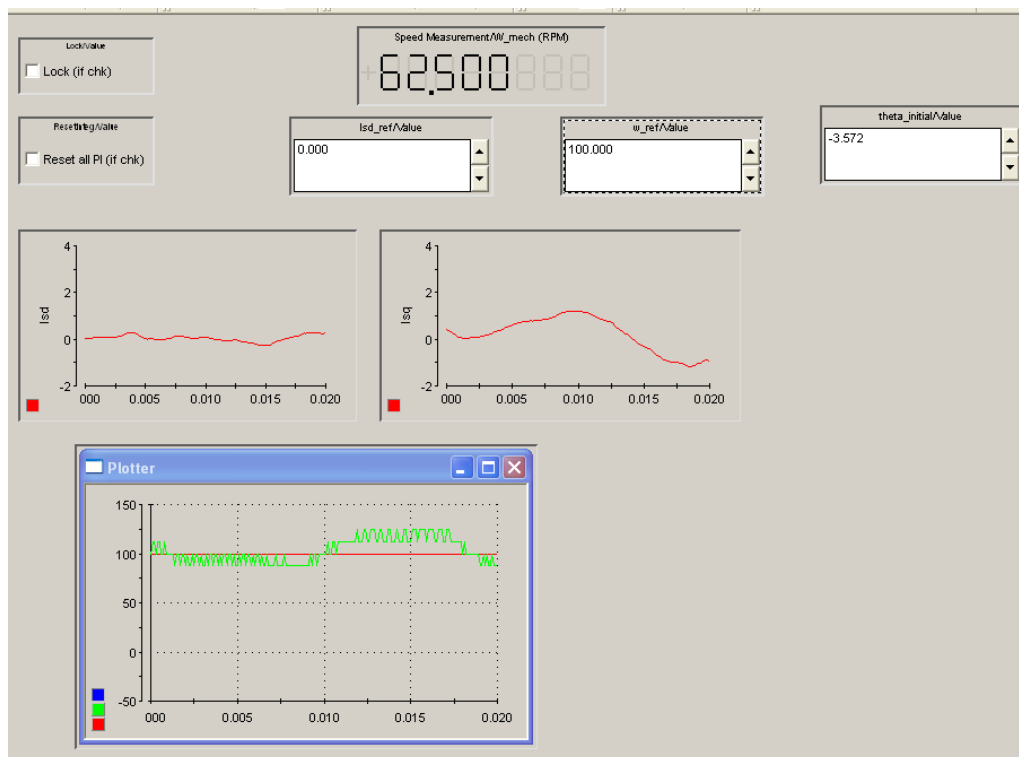 Lock/Value
Lock (if chk)
Speed Measurement/W_mech (RPM)
+62.500
ResetInteg/Value
Reset all PI (if chk)
Isd_ref/Value
0.000
w_ref/Value
100.000
theta_initial/Value
-3.572
4
2
0
-2
Isd
000 0.005 0.010 0.015 0.020
4
2
0
-2
Isq
000 0.005 0.010 0.015 0.020
Plotter
150
100
50
0
-50
000 0.005 0.010 0.015 0.020